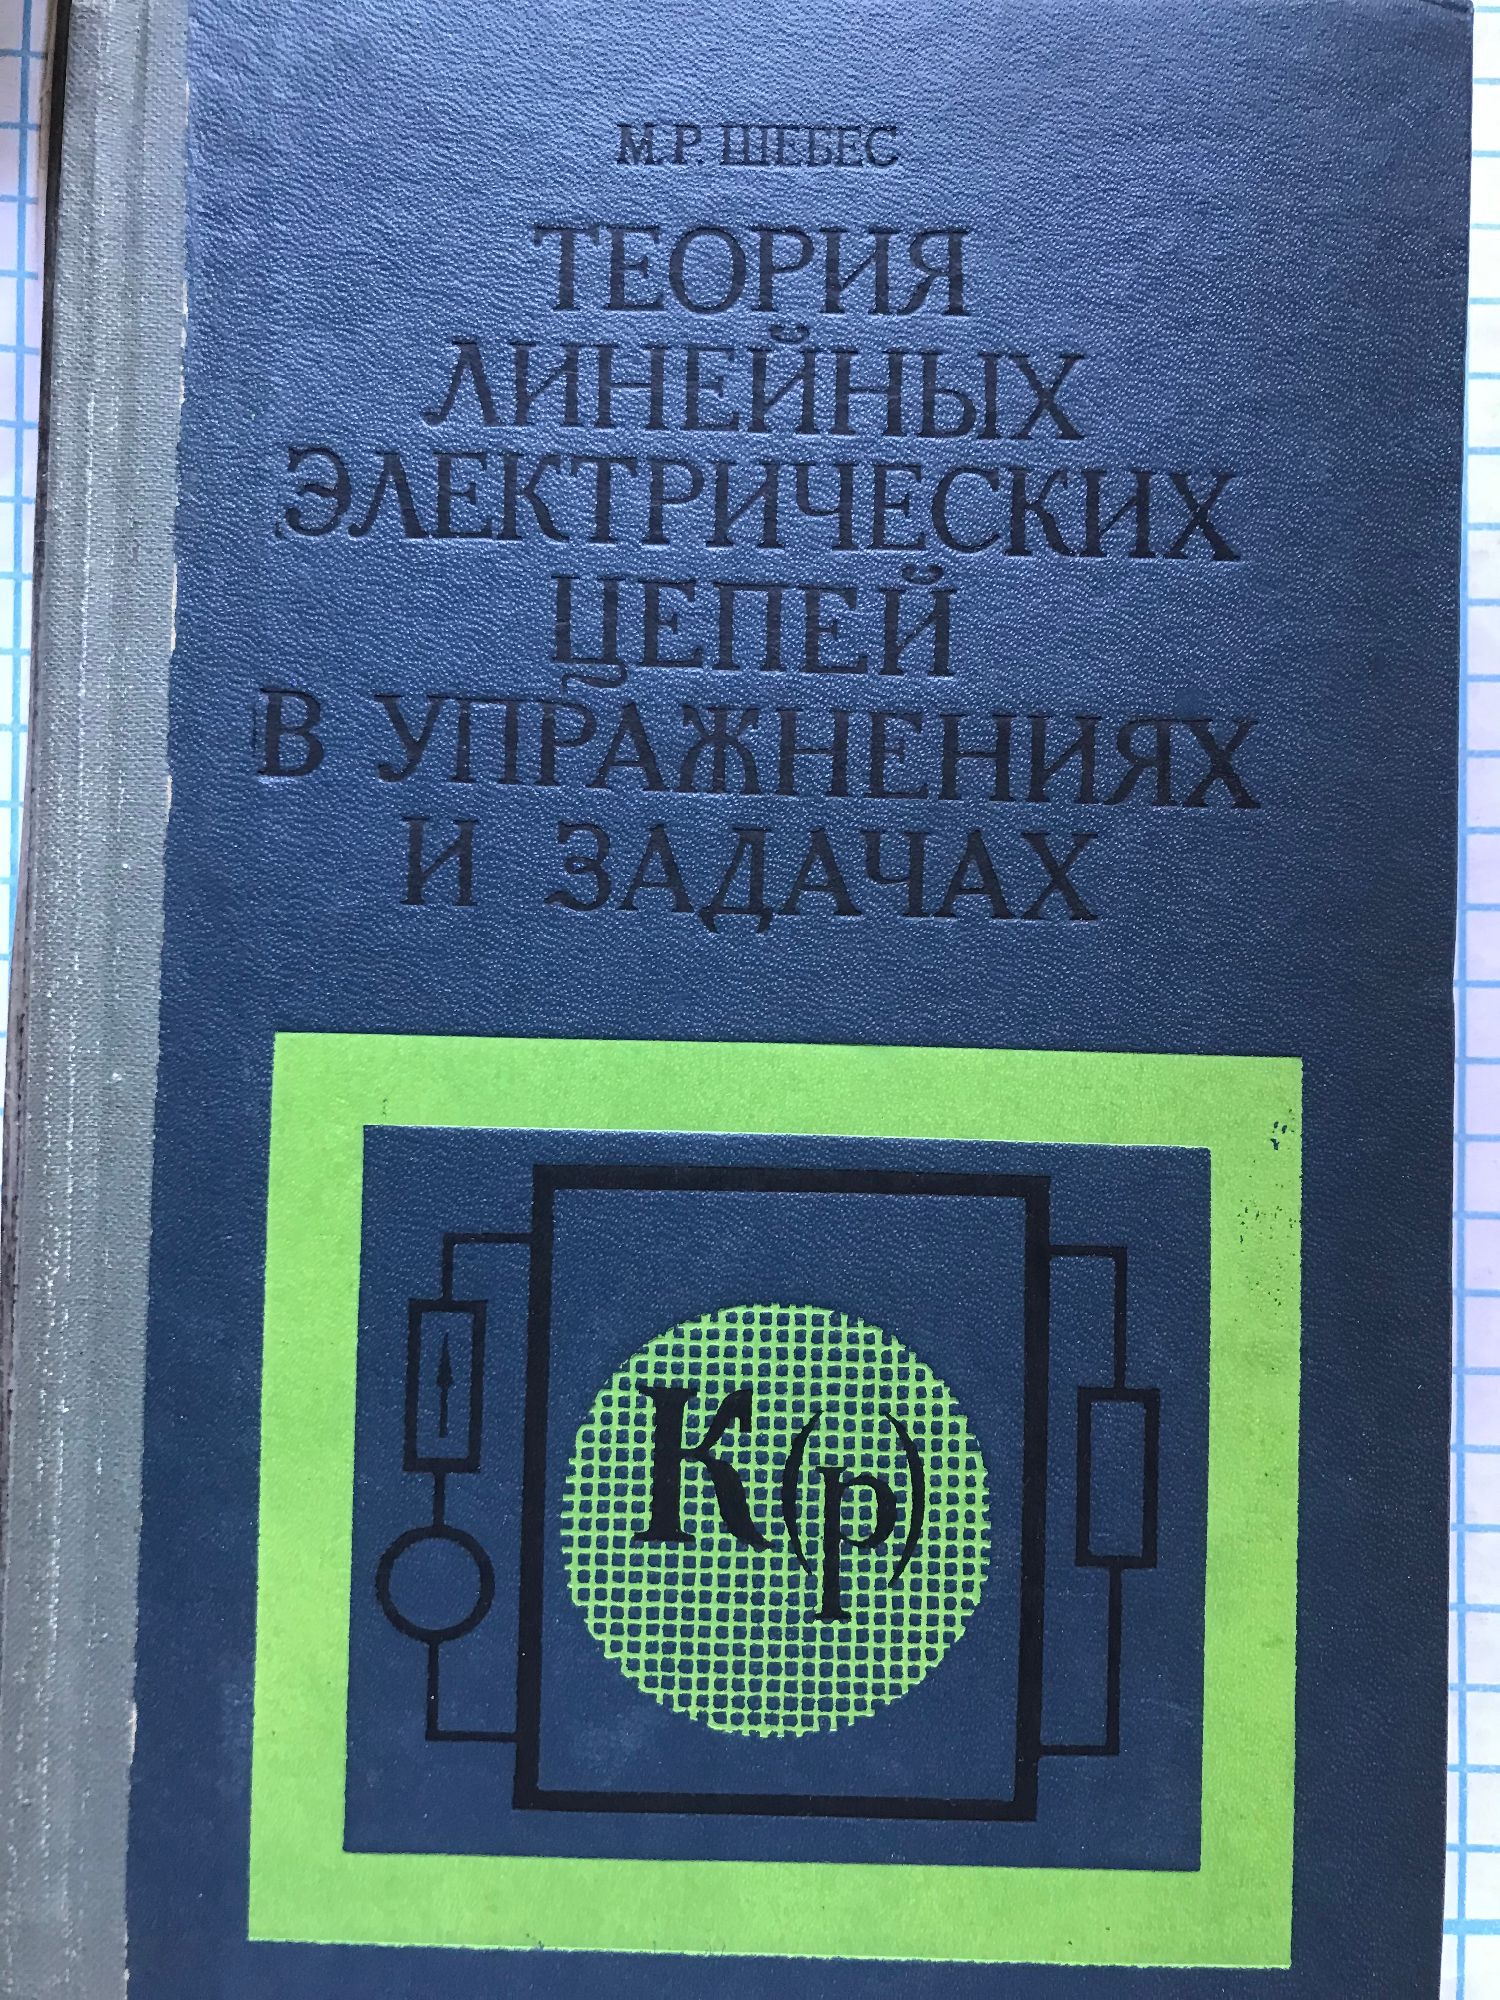 М.Р. ШЕБЕС
ТЕОРИЯ
ЛИНЕЙНЫХ
ЭЛЕКТРИЧЕСКИХ
ЦЕПЕЙ
В УПРАЖНЕНИЯХ
И ЗАДАЧАХ
К(р)